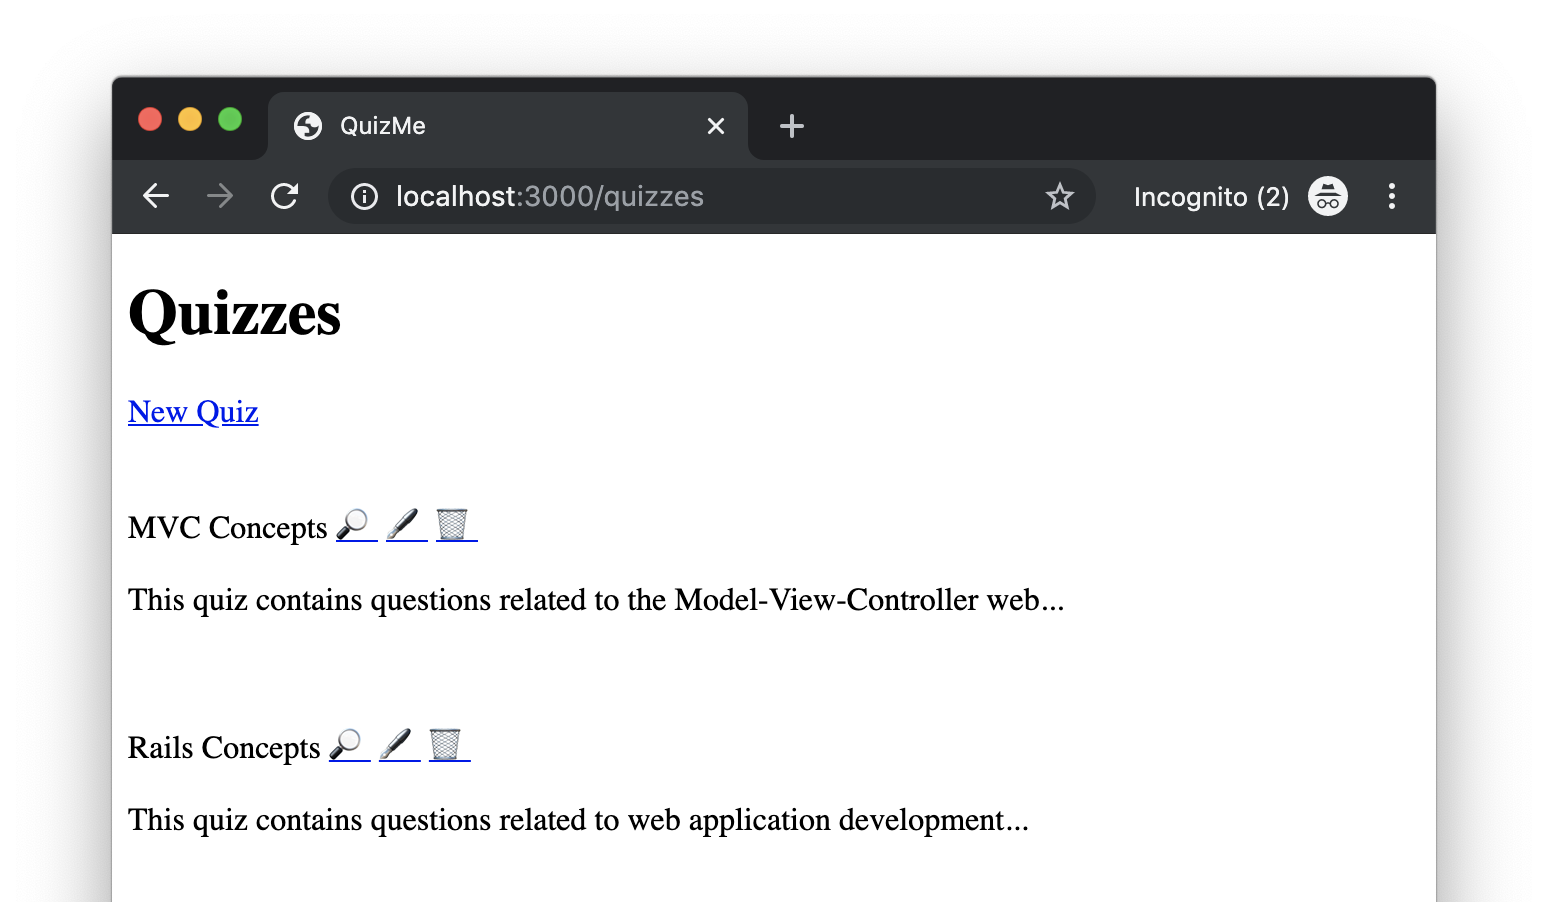 QuizMe
localhost:3000/quizzes
Incognito (2)
Quizzes
New Quiz
MVC Concepts
This quiz contains questions related to the Model-View-Controller web...
Rails Concepts
This quiz contains questions related to web application development...